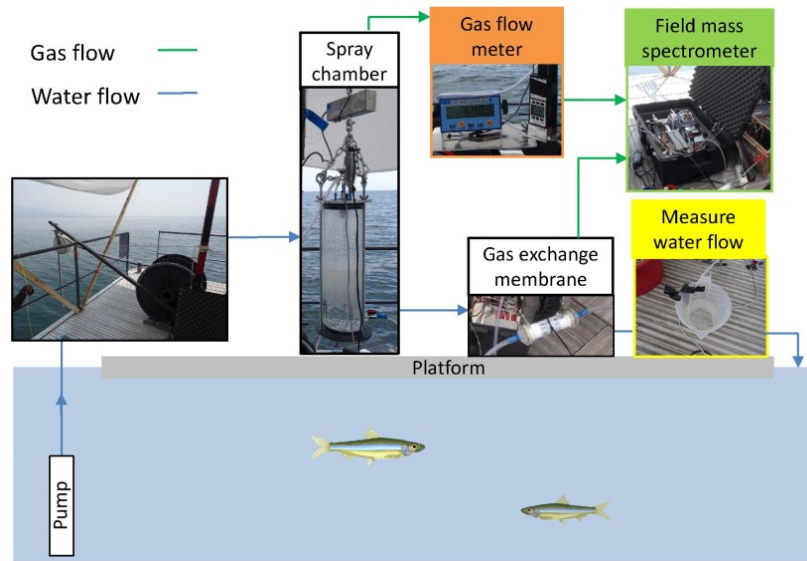 Gas flow
Water flow
Spray
chamber
Gas flow
meter
Field mass
spectrometer
Gas exchange
membrane
Measure
water flow
Platform
Pump